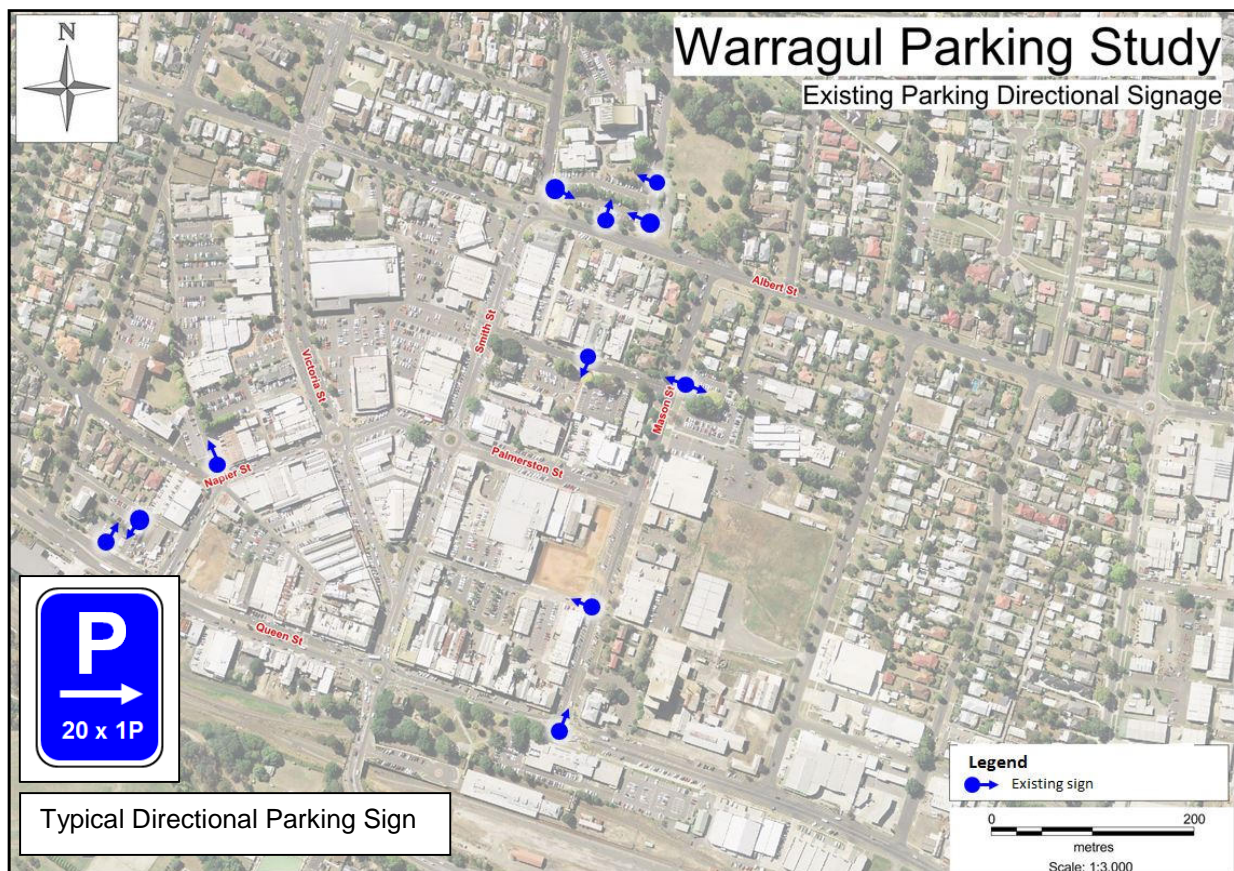 N
Warragul Parking Study
Existing Parking Directional Signage
Albert St
Smith St
Victoria St
Mason St
Palmerston St
Napier St
Queen St
P
20 x 1P
Typical Directional Parking Sign
Legend
Existing sign
0 200
metres
Scale: 1:3,000